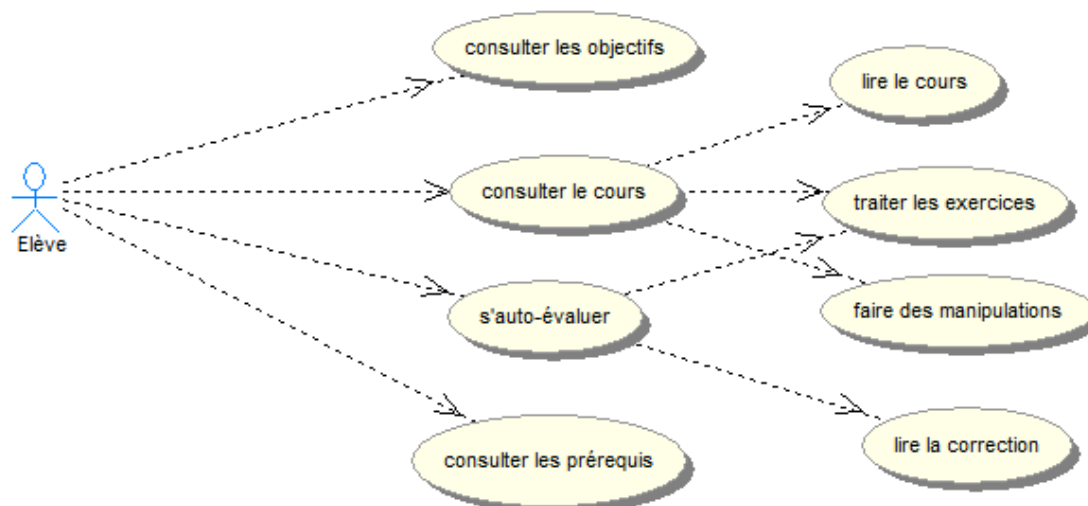 consulter les objectifs
lire le cours
consulter le cours
traiter les exercices
Elève
s'auto-évaluer
faire des manipulations
consulter les prérequis
lire la correction